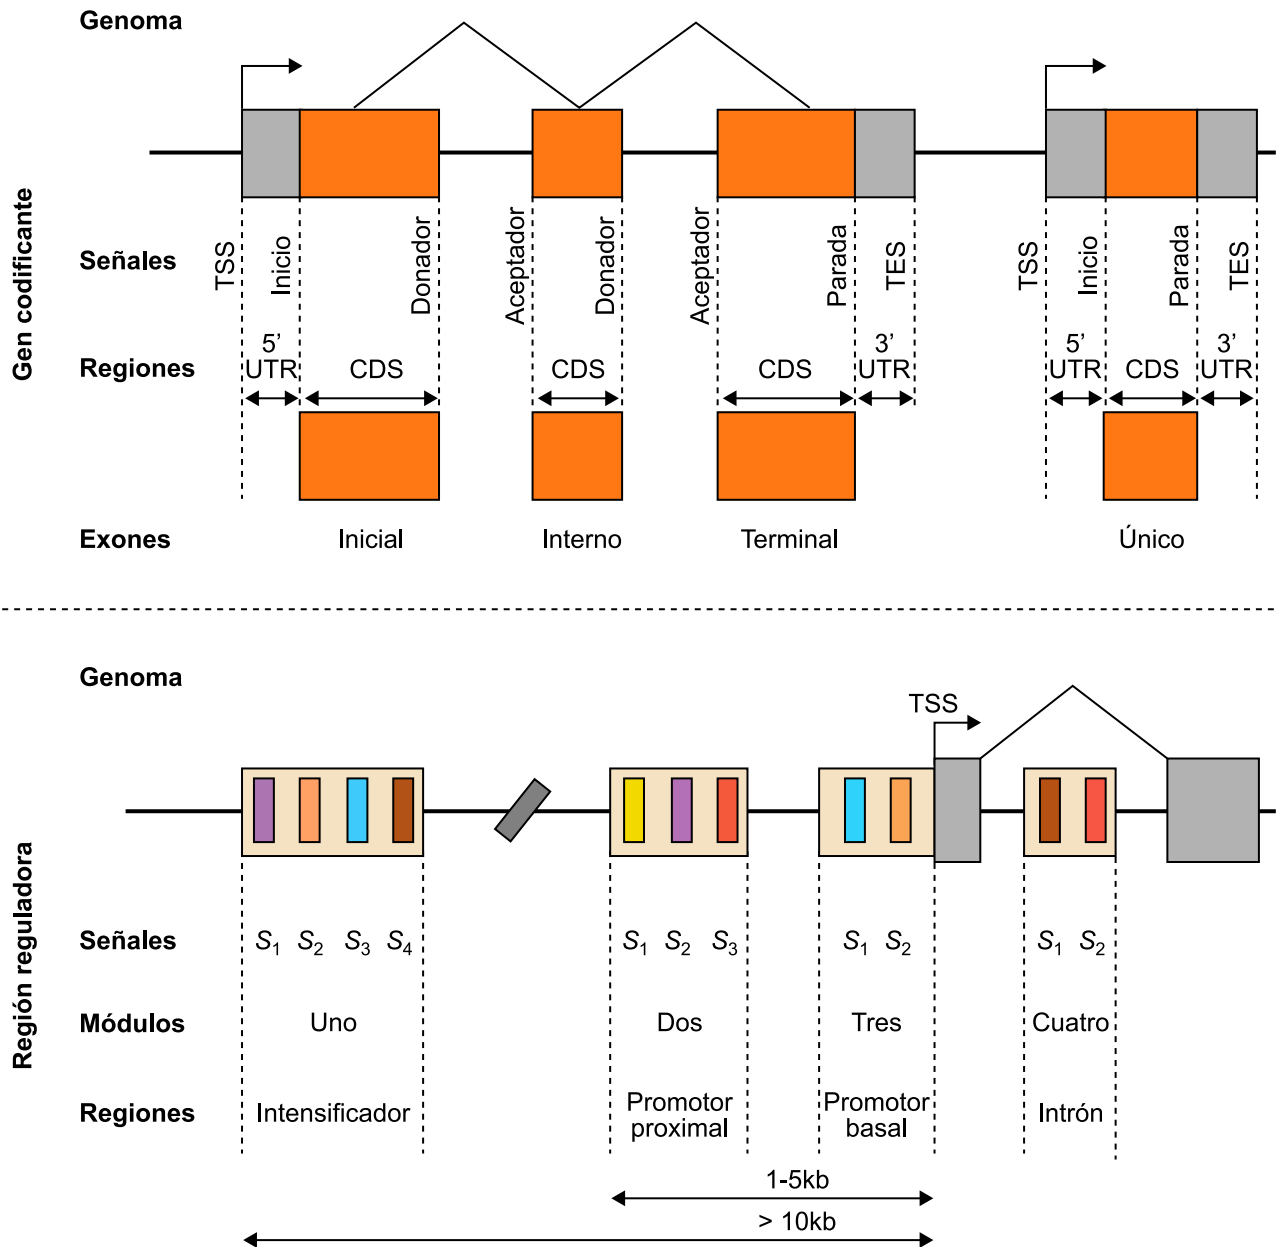 Genoma
Gen codificante
Señales
TSS
Inicio
Donador
Aceptador
Donador
Aceptador
Parada
TES
TSS
Inicio
Parada
TES
Regiones
5’
UTR
CDS
CDS
CDS
3’
UTR
5’
UTR
CDS
3’
UTR
Exones
Inicial
Interno
Terminal
Único
Genoma
TSS
Región reguladora
Señales
S1 S2 S3 S4
S1 S2 S3
S1 S2
S1 S2
Módulos
Uno
Dos
Tres
Cuatro
Regiones
Intensificador
Promotor
proximal
Promotor
basal
Intrón
1-5kb
> 10kb